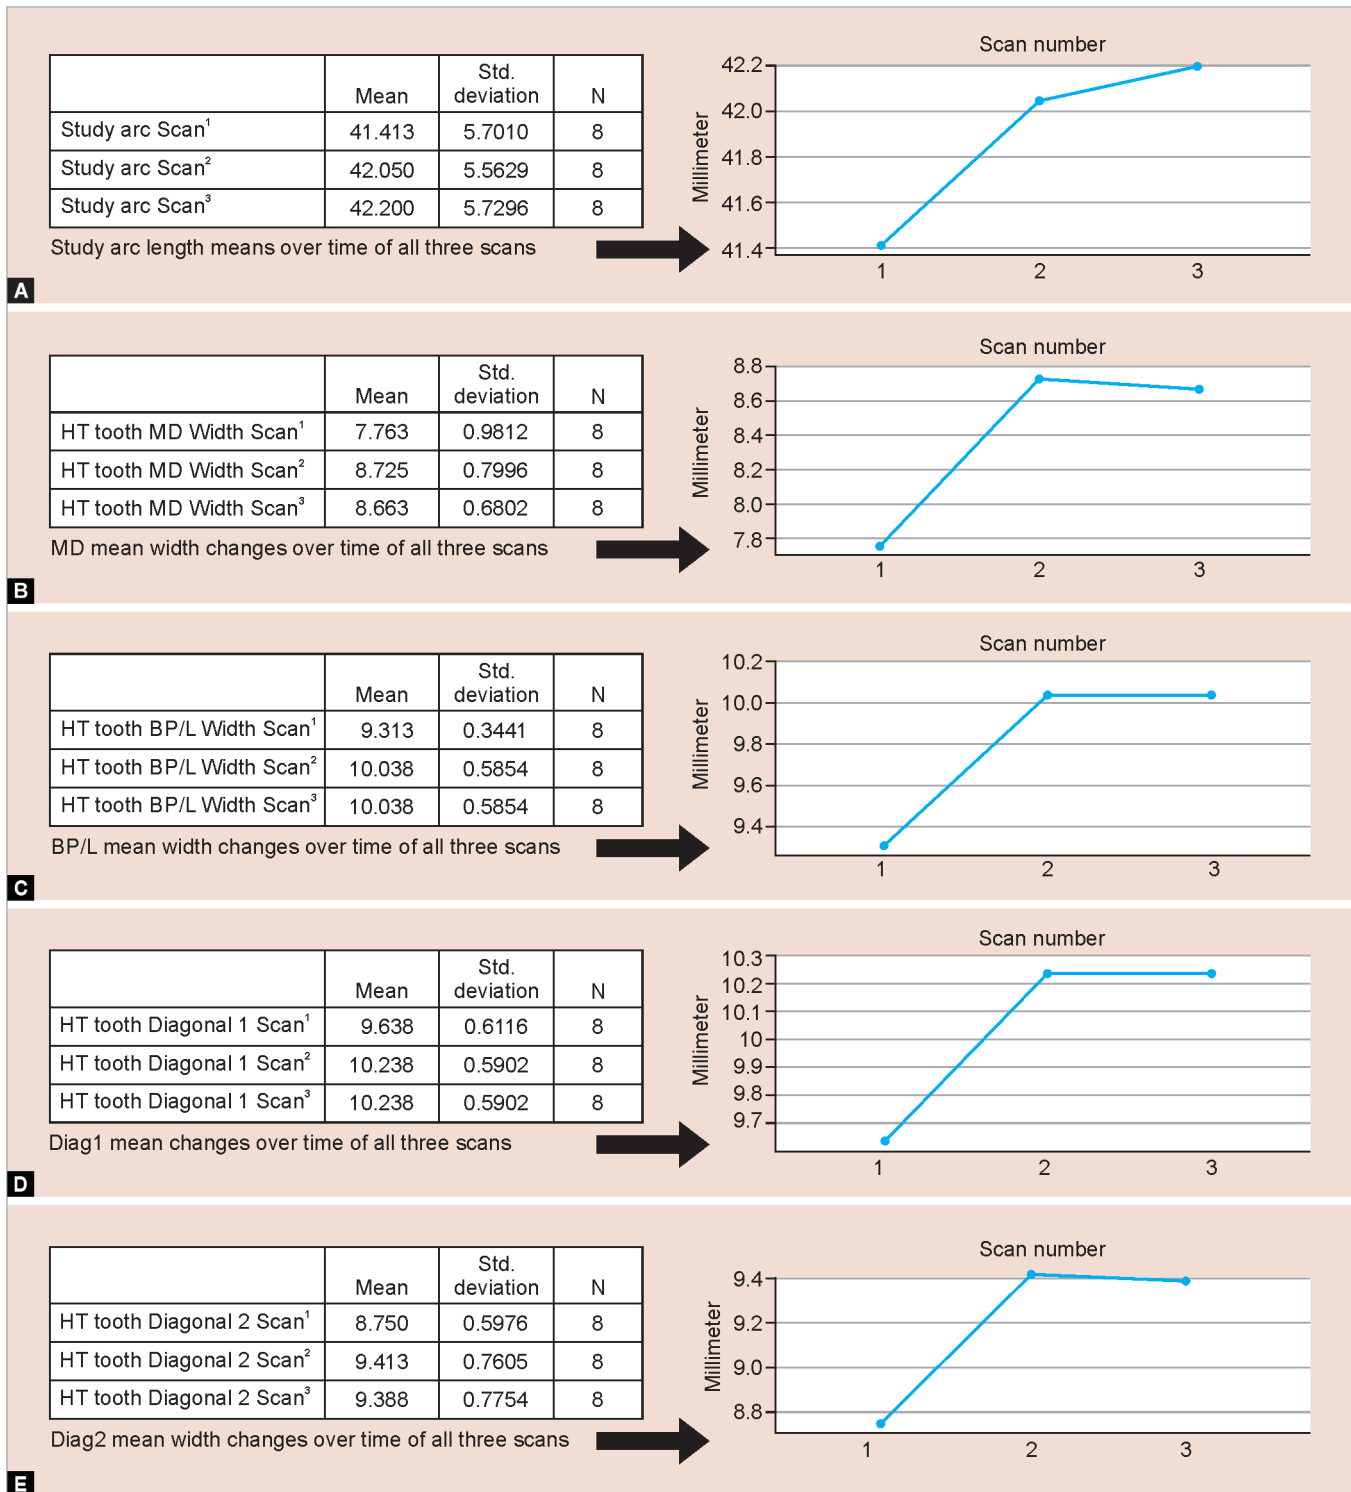 Mean Std. deviation N
Study arc Scan¹ 41.413 5.7010 8
Study arc Scan² 42.050 5.5629 8
Study arc Scan³ 42.200 5.7296 8
Study arc length means over time of all three scans
A
Scan number
Millimeter
42.2
42.0
41.8
41.6
41.4
1 2 3
Mean Std. deviation N
HT tooth MD Width Scan¹ 7.763 0.9812 8
HT tooth MD Width Scan² 8.725 0.7996 8
HT tooth MD Width Scan³ 8.663 0.6802 8
MD mean width changes over time of all three scans
B
Scan number
Millimeter
8.8
8.6
8.4
8.2
8.0
7.8
1 2 3
Mean Std. deviation N
HT tooth BP/L Width Scan¹ 9.313 0.3441 8
HT tooth BP/L Width Scan² 10.038 0.5854 8
HT tooth BP/L Width Scan³ 10.038 0.5854 8
BP/L mean width changes over time of all three scans
C
Scan number
Millimeter
10.2
10.0
9.8
9.6
9.4
1 2 3
Mean Std. deviation N
HT tooth Diagonal 1 Scan¹ 9.638 0.6116 8
HT tooth Diagonal 1 Scan² 10.238 0.5902 8
HT tooth Diagonal 1 Scan³ 10.238 0.5902 8
Diag1 mean changes over time of all three scans
D
Scan number
Millimeter
10.3
10.2
10.1
10
9.9
9.8
9.7
1 2 3
Mean Std. deviation N
HT tooth Diagonal 2 Scan¹ 8.750 0.5976 8
HT tooth Diagonal 2 Scan² 9.413 0.7605 8
HT tooth Diagonal 2 Scan³ 9.388 0.7754 8
Diag2 mean width changes over time of all three scans
E
Scan number
Millimeter
9.4
9.2
9.0
8.8
1 2 3